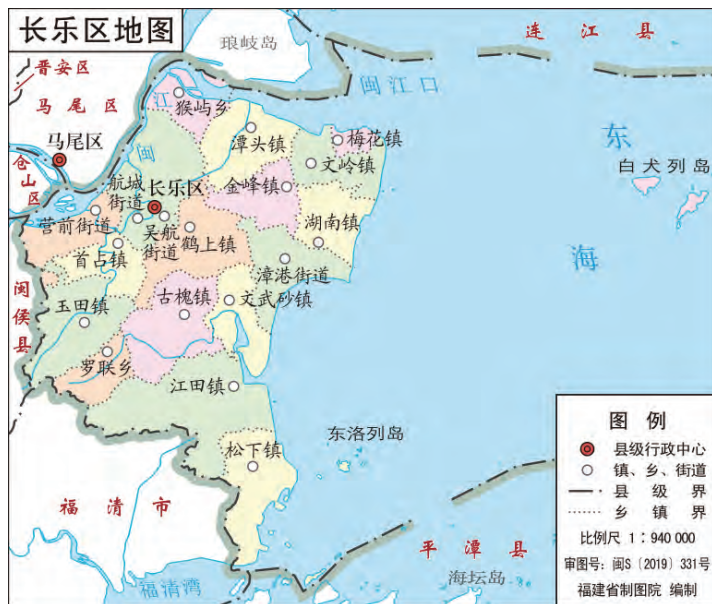 长乐区地图
琅岐岛
连江县
晋安区
马尾区
闽江口
江
猴屿乡
东
马尾区
闽
潭头镇
梅花镇
文岭镇
白犬列岛
仓山区
航城街道
长乐区
金峰镇
营前街道
吴航街道
鹤上镇
湖南镇
海
首占镇
漳港街道
闽侯县
玉田镇
古槐镇
文武砂镇
罗联乡
江田镇
松下镇
东洛列岛
福清市
平潭县
福清湾
海坛岛
图 例
县级行政中心
镇、乡、街道
县级界
乡镇界
比例尺 1:940 000
审图号:闽S〔2019〕331号
福建省制图院 编制